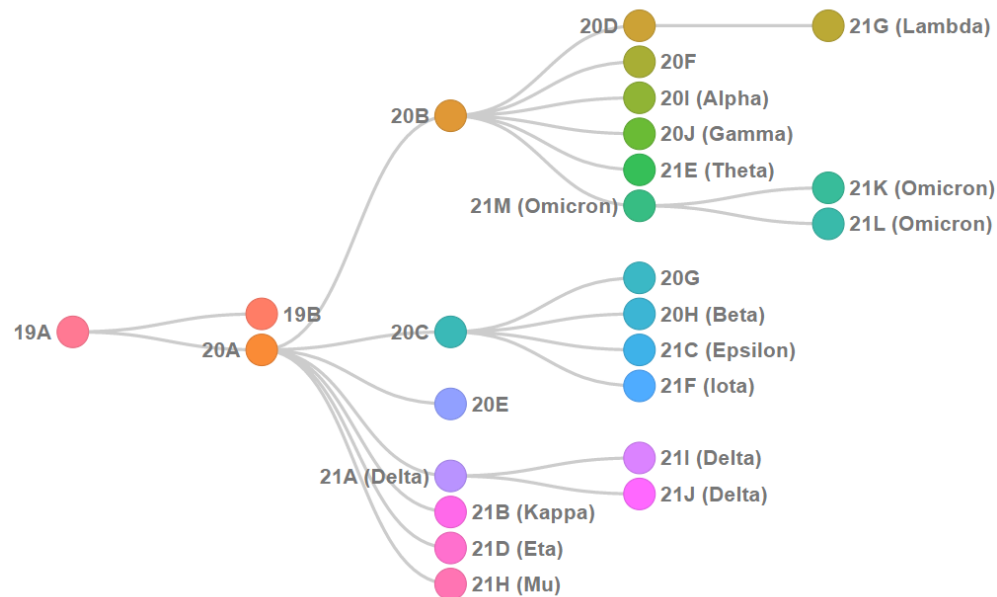 20D
21G (Lambda)
20F
20I (Alpha)
20B
20J (Gamma)
21E (Theta)
21K (Omicron)
21M (Omicron)
21L (Omicron)
20G
19B
20H (Beta)
19A
20C
20A
21C (Epsilon)
21F (Iota)
20E
21I (Delta)
21A (Delta)
21J (Delta)
21B (Kappa)
21D (Eta)
21H (Mu)